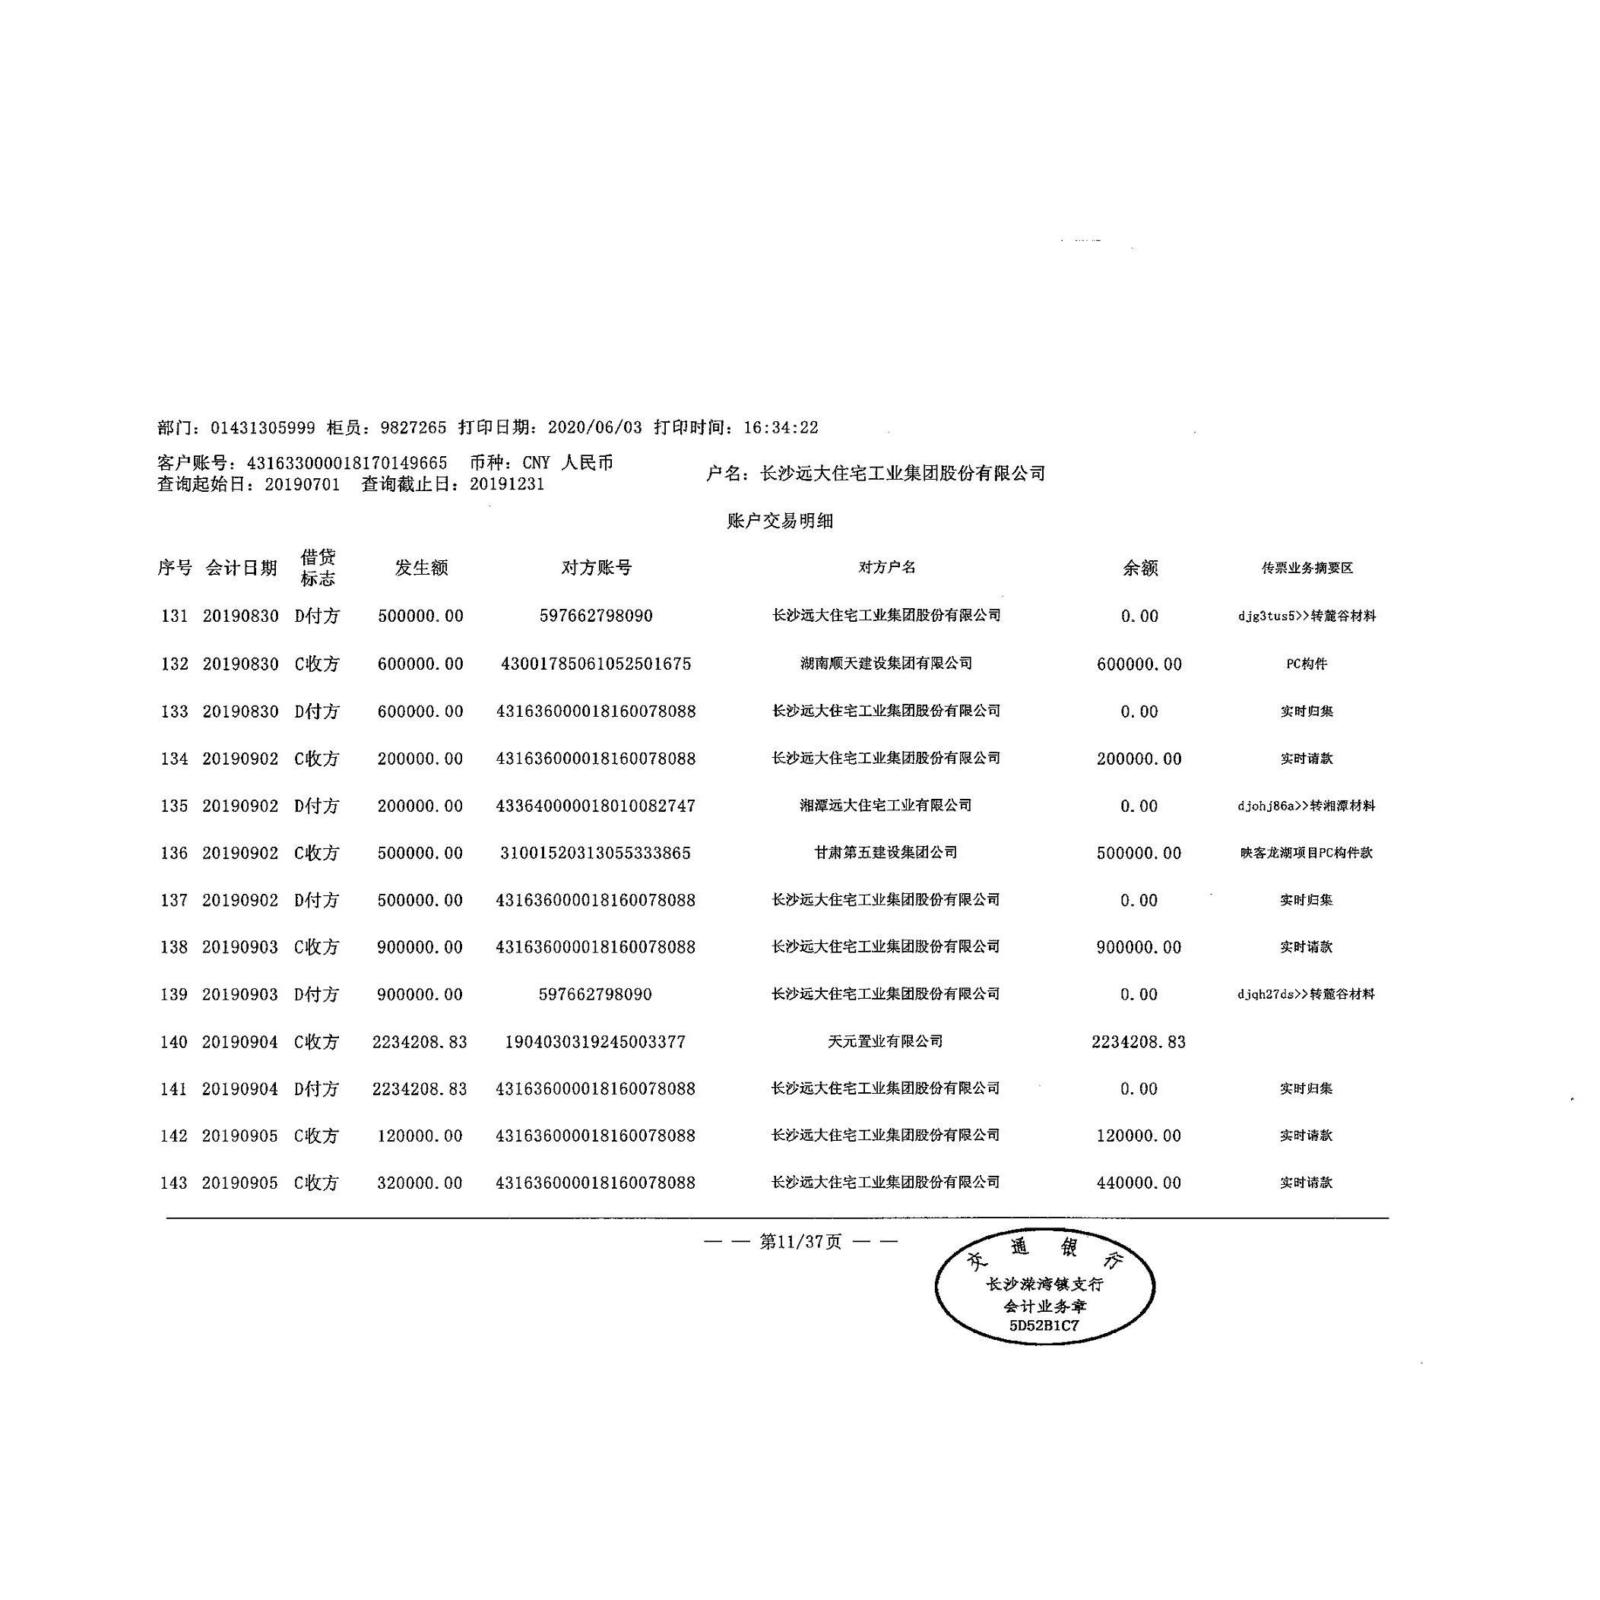 部门：01431305999 柜员：9827265 打印日期：2020/06/03 打印时间：16:34:22
客户账号：431633000018170149665 币种：CNY 人民币 户名：长沙远大住宅工业集团股份有限公司
查询起始日：20190701 查询截止日：20191231
账户交易明细
序号 会计日期 借贷标志 发生额 对方账号 对方户名 余额 传票业务摘要区
131 20190830 D付方 500000.00 597662798090 长沙远大住宅工业集团股份有限公司 0.00 djg3tus5>>转麓谷材料
132 20190830 C收方 600000.00 43001785061052501675 湖南顺天建设集团有限公司 600000.00 PC构件
133 20190830 D付方 600000.00 431636000018160078088 长沙远大住宅工业集团股份有限公司 0.00 实时归集
134 20190902 C收方 200000.00 431636000018160078088 长沙远大住宅工业集团股份有限公司 200000.00 实时请款
135 20190902 D付方 200000.00 433640000018010082747 湘潭远大住宅工业有限公司 0.00 djohj86a>>转湘潭材料
136 20190902 C收方 500000.00 31001520313055333865 甘肃第五建设集团公司 500000.00 映客龙湖项目PC构件款
137 20190902 D付方 500000.00 431636000018160078088 长沙远大住宅工业集团股份有限公司 0.00 实时归集
138 20190903 C收方 900000.00 431636000018160078088 长沙远大住宅工业集团股份有限公司 900000.00 实时请款
139 20190903 D付方 900000.00 597662798090 长沙远大住宅工业集团股份有限公司 0.00 djqh27ds>>转麓谷材料
140 20190904 C收方 2234208.83 1904030319245003377 天元置业有限公司 2234208.83
141 20190904 D付方 2234208.83 431636000018160078088 长沙远大住宅工业集团股份有限公司 0.00 实时归集
142 20190905 C收方 120000.00 431636000018160078088 长沙远大住宅工业集团股份有限公司 120000.00 实时请款
143 20190905 C收方 320000.00 431636000018160078088 长沙远大住宅工业集团股份有限公司 440000.00 实时请款
— — 第11/37页 — —
交通银行
长沙溁湾镇支行
会计业务章
5D52B1C7